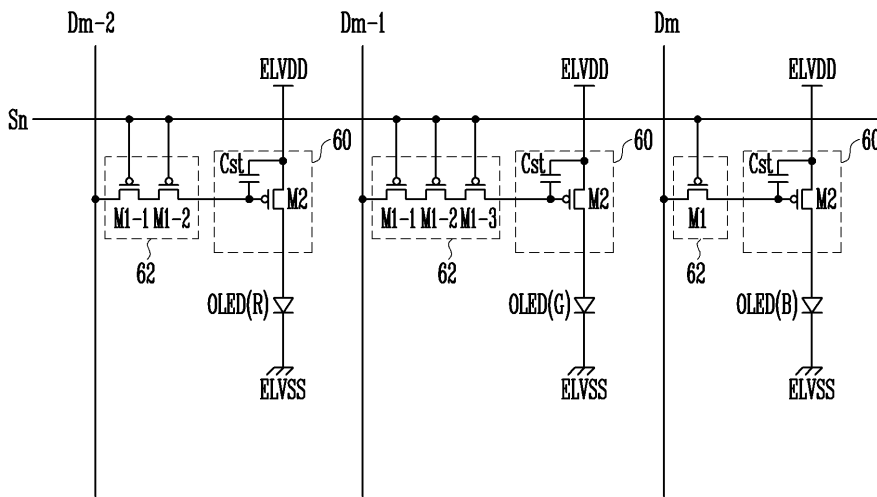 Dm-2 Dm-1 Dm
ELVDD ELVDD ELVDD
Sn
60 60 60
Cst Cst Cst
M1-1 M1-2 M2 M1-1 M1-2 M1-3 M2 M1 M2
62 62 62
OLED(R) OLED(G) OLED(B)
ELVSS ELVSS ELVSS